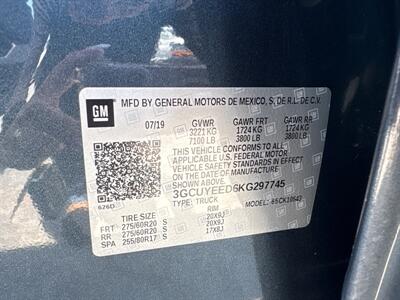 GM
MFD BY GENERAL MOTORS DE MEXICO, S. DE R.L. DE C.V.
07/19 GVWR GAWR FRT GAWR RR
3221 KG 1724 KG 1724 KG
7100 LB 3800 LB 3800 LB
THIS VEHICLE CONFORMS TO ALL
APPLICABLE U.S. FEDERAL MOTOR
VEHICLE SAFETY STANDARDS IN
EFFECT ON THE DATE OF MANUFACTURE
SHOWN ABOVE.
3GCUYEED6KG297745
626D TYPE: TRUCK MODEL: CK10543
TIRE SIZE RIM
FRT 275/60R20 S 20X9J
RR 275/60R20 S 20X9J
SPA 255/80R17 S 17X8J